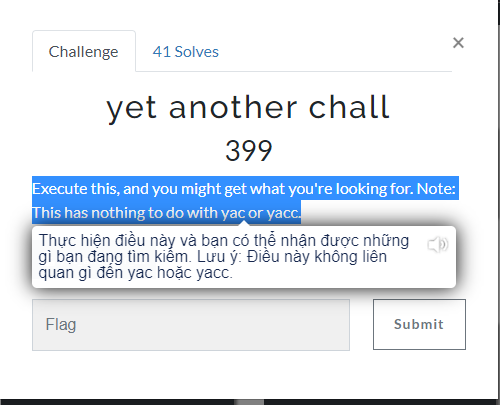 Challenge
41 Solves
×
yet another chall
399
Execute this, and you might get what you're looking for. Note:
This has nothing to do with yac or yacc.
Thực hiện điều này và bạn có thể nhận được những
gì bạn đang tìm kiếm. Lưu ý: Điều này không liên
quan gì đến yac hoặc yacc.
Flag
Submit